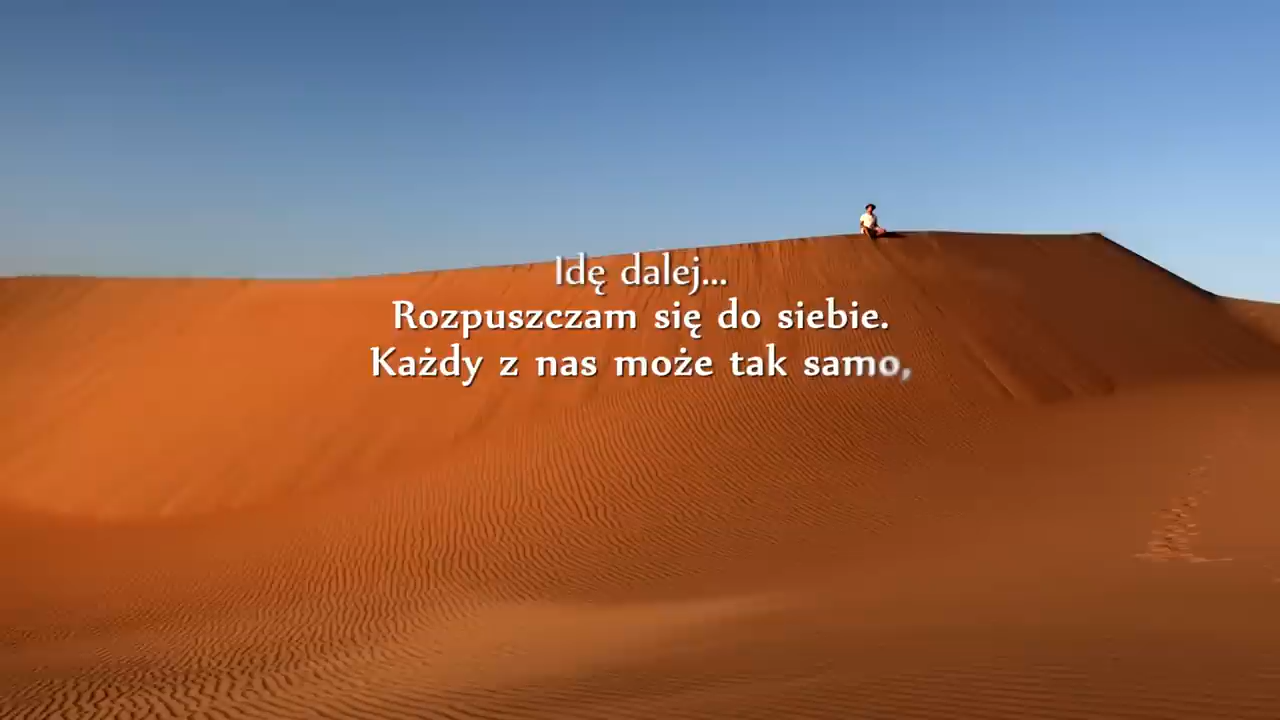 Idę dalej...
Rozpuszczam się do siebie.
Każdy z nas może tak samo,